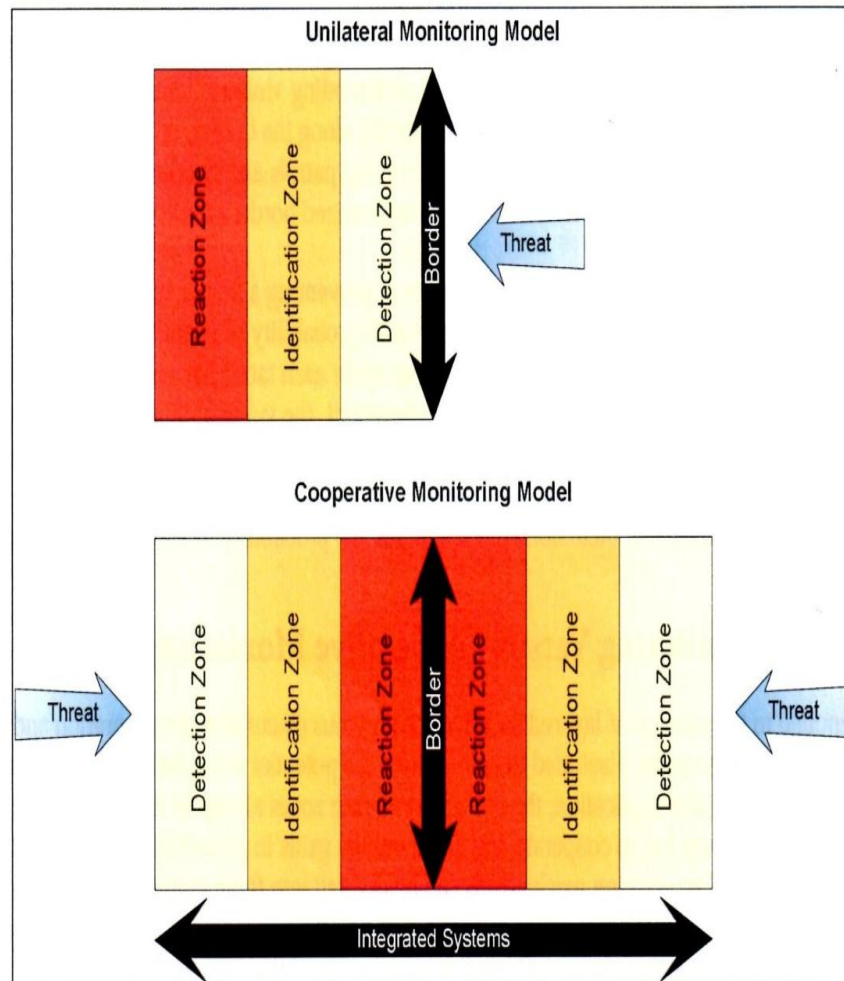 Unilateral Monitoring Model
Reaction Zone
Identification Zone
Detection Zone
Border
Threat
Cooperative Monitoring Model
Threat
Detection Zone
Identification Zone
Reaction Zone
Border
Reaction Zone
Identification Zone
Detection Zone
Threat
Integrated Systems